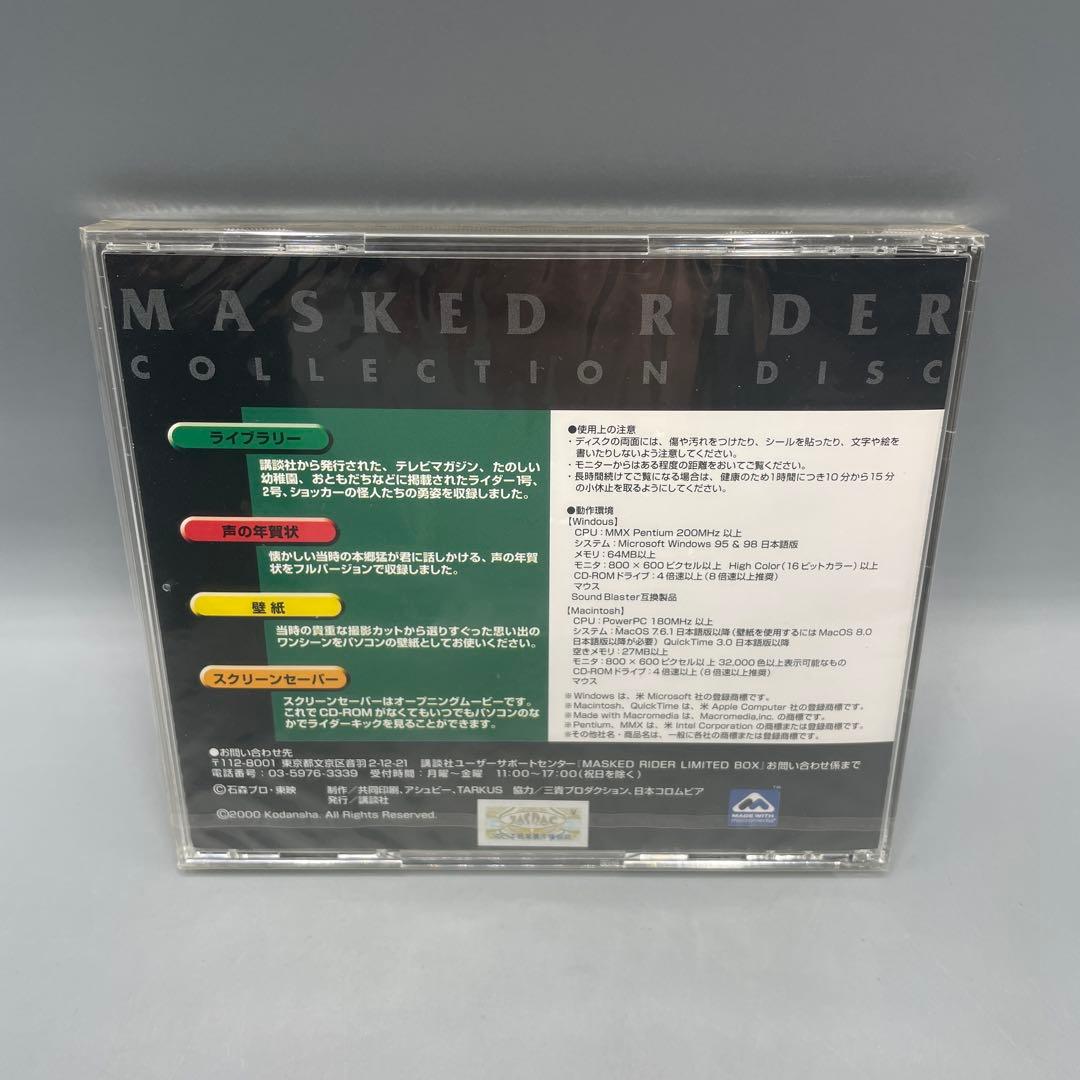 MASKED RIDER
COLLECTION DISC
ライブラリー
講談社から発行された、テレビマガジン、たのしい
幼稚園、おともだちなどに掲載されたライダー1号、
2号、ショッカーの怪人たちの勇姿を収録しました。
声の年賀状
懐かしい当時の本郷猛が君に話しかける、声の年賀
状をフルバージョンで収録しました。
壁紙
当時の貴重な撮影カットから選りすぐった思い出の
ワンシーンをパソコンの壁紙としてお使いください。
スクリーンセーバー
スクリーンセーバーはオープニングムービーです。
これでCD-ROMがなくてもいつでもパソコンのな
かでライダーキックを見ることができます。
●使用上の注意
・ディスクの両面には、傷や汚れをつけたり、シールを貼ったり、文字や絵を
書いたりしないよう注意してください。
・モニターからはある程度の距離をおいてご覧ください。
・長時間続けてご覧になる場合は、健康のため1時間につき10分から15分
の小休止を取るようにしてください。
●動作環境
【Windous】
CPU：MMX Pentium 200MHz 以上
システム：Microsoft Windows 95 & 98 日本語版
メモリ：64MB以上
モニタ：800×600ピクセル以上 High Color（16ビットカラー）以上
CD-ROMドライブ：4倍速以上（8倍速以上推奨）
マウス
Sound Blaster互換製品
【Macintosh】
CPU：PowerPC 180MHz 以上
システム：MacOS 7.6.1日本語版以降（壁紙を使用するにはMacOS 8.0
日本語版以降が必要） QuickTime 3.0 日本語版以降
空きメモリ：27MB以上
モニタ：800×600ピクセル以上 32,000色以上表示可能なもの
CD-ROMドライブ：4倍速以上（8倍速以上推奨）
マウス
※Windows は、米 Microsoft 社の登録商標です。
※Macintosh、QuickTime は、米 Apple Computer 社の登録商標です。
※Made with Macromedia は、Macromedia,inc. の商標です。
※Pentium、MMX は、米 Intel Corporation の商標または登録商標です。
※その他社名・商品名は、一般に各社の商標または登録商標です。
●お問い合わせ先
〒112-8001 東京都文京区音羽2-12-21 講談社ユーザーサポートセンター「MASKED RIDER LIMITED BOX」お問い合わせ係まで
電話番号：03-5976-3339 受付時間：月曜〜金曜 11:00〜17:00（祝日を除く）
©石森プロ・東映 制作／共同印刷、アシュビー、TARKUS 協力／三貴プロダクション、日本コロムビア
発行／講談社
©2000 Kodansha. All Rights Reserved.
JASRAC
MADE WITH
macromedia